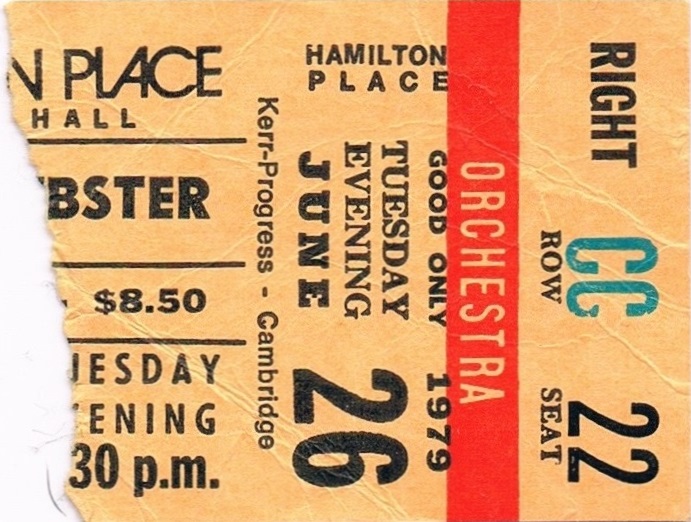 N PLACE
HALL
EBSTER
$8.50
UESDAY
ENING
30 p.m.
Kerr-Progress - Cambridge
HAMILTON
PLACE
GOOD ONLY 1979
TUESDAY
EVENING
JUNE 26
ORCHESTRA
RIGHT
CC
ROW
22
SEAT